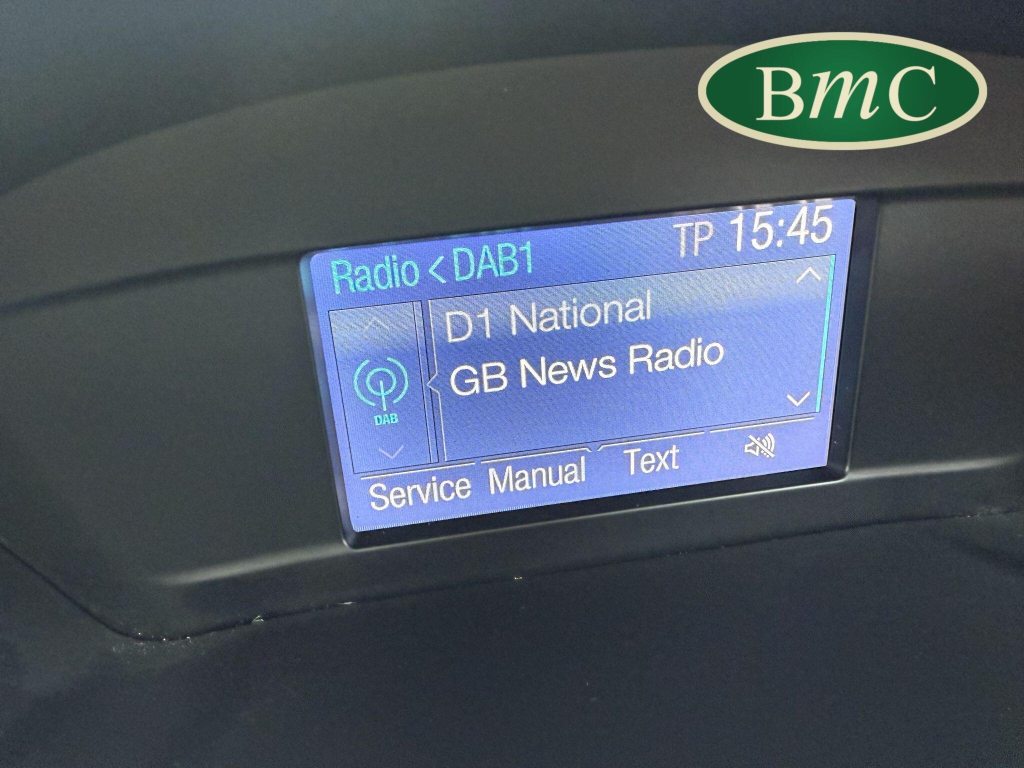 BmC
Radio < DAB1 TP 15:45
D1 National
GB News Radio
DAB
Service Manual Text